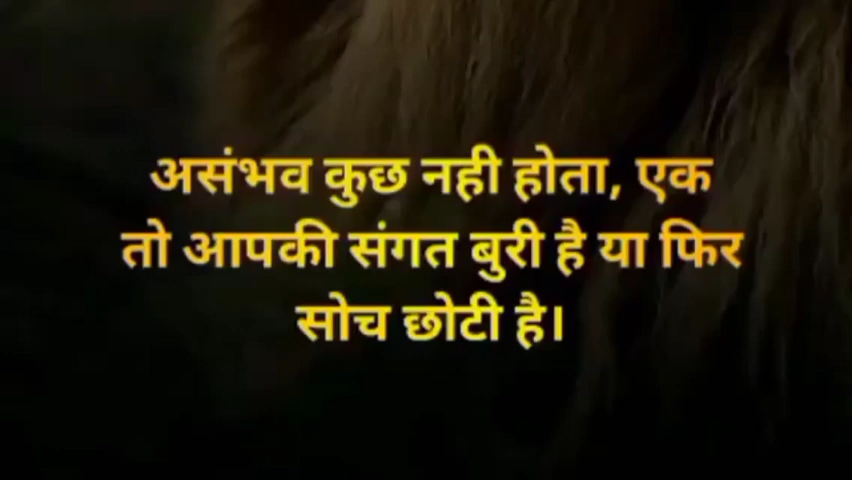 असंभव कुछ नही होता, एक
तो आपकी संगत बुरी है या फिर
सोच छोटी है।